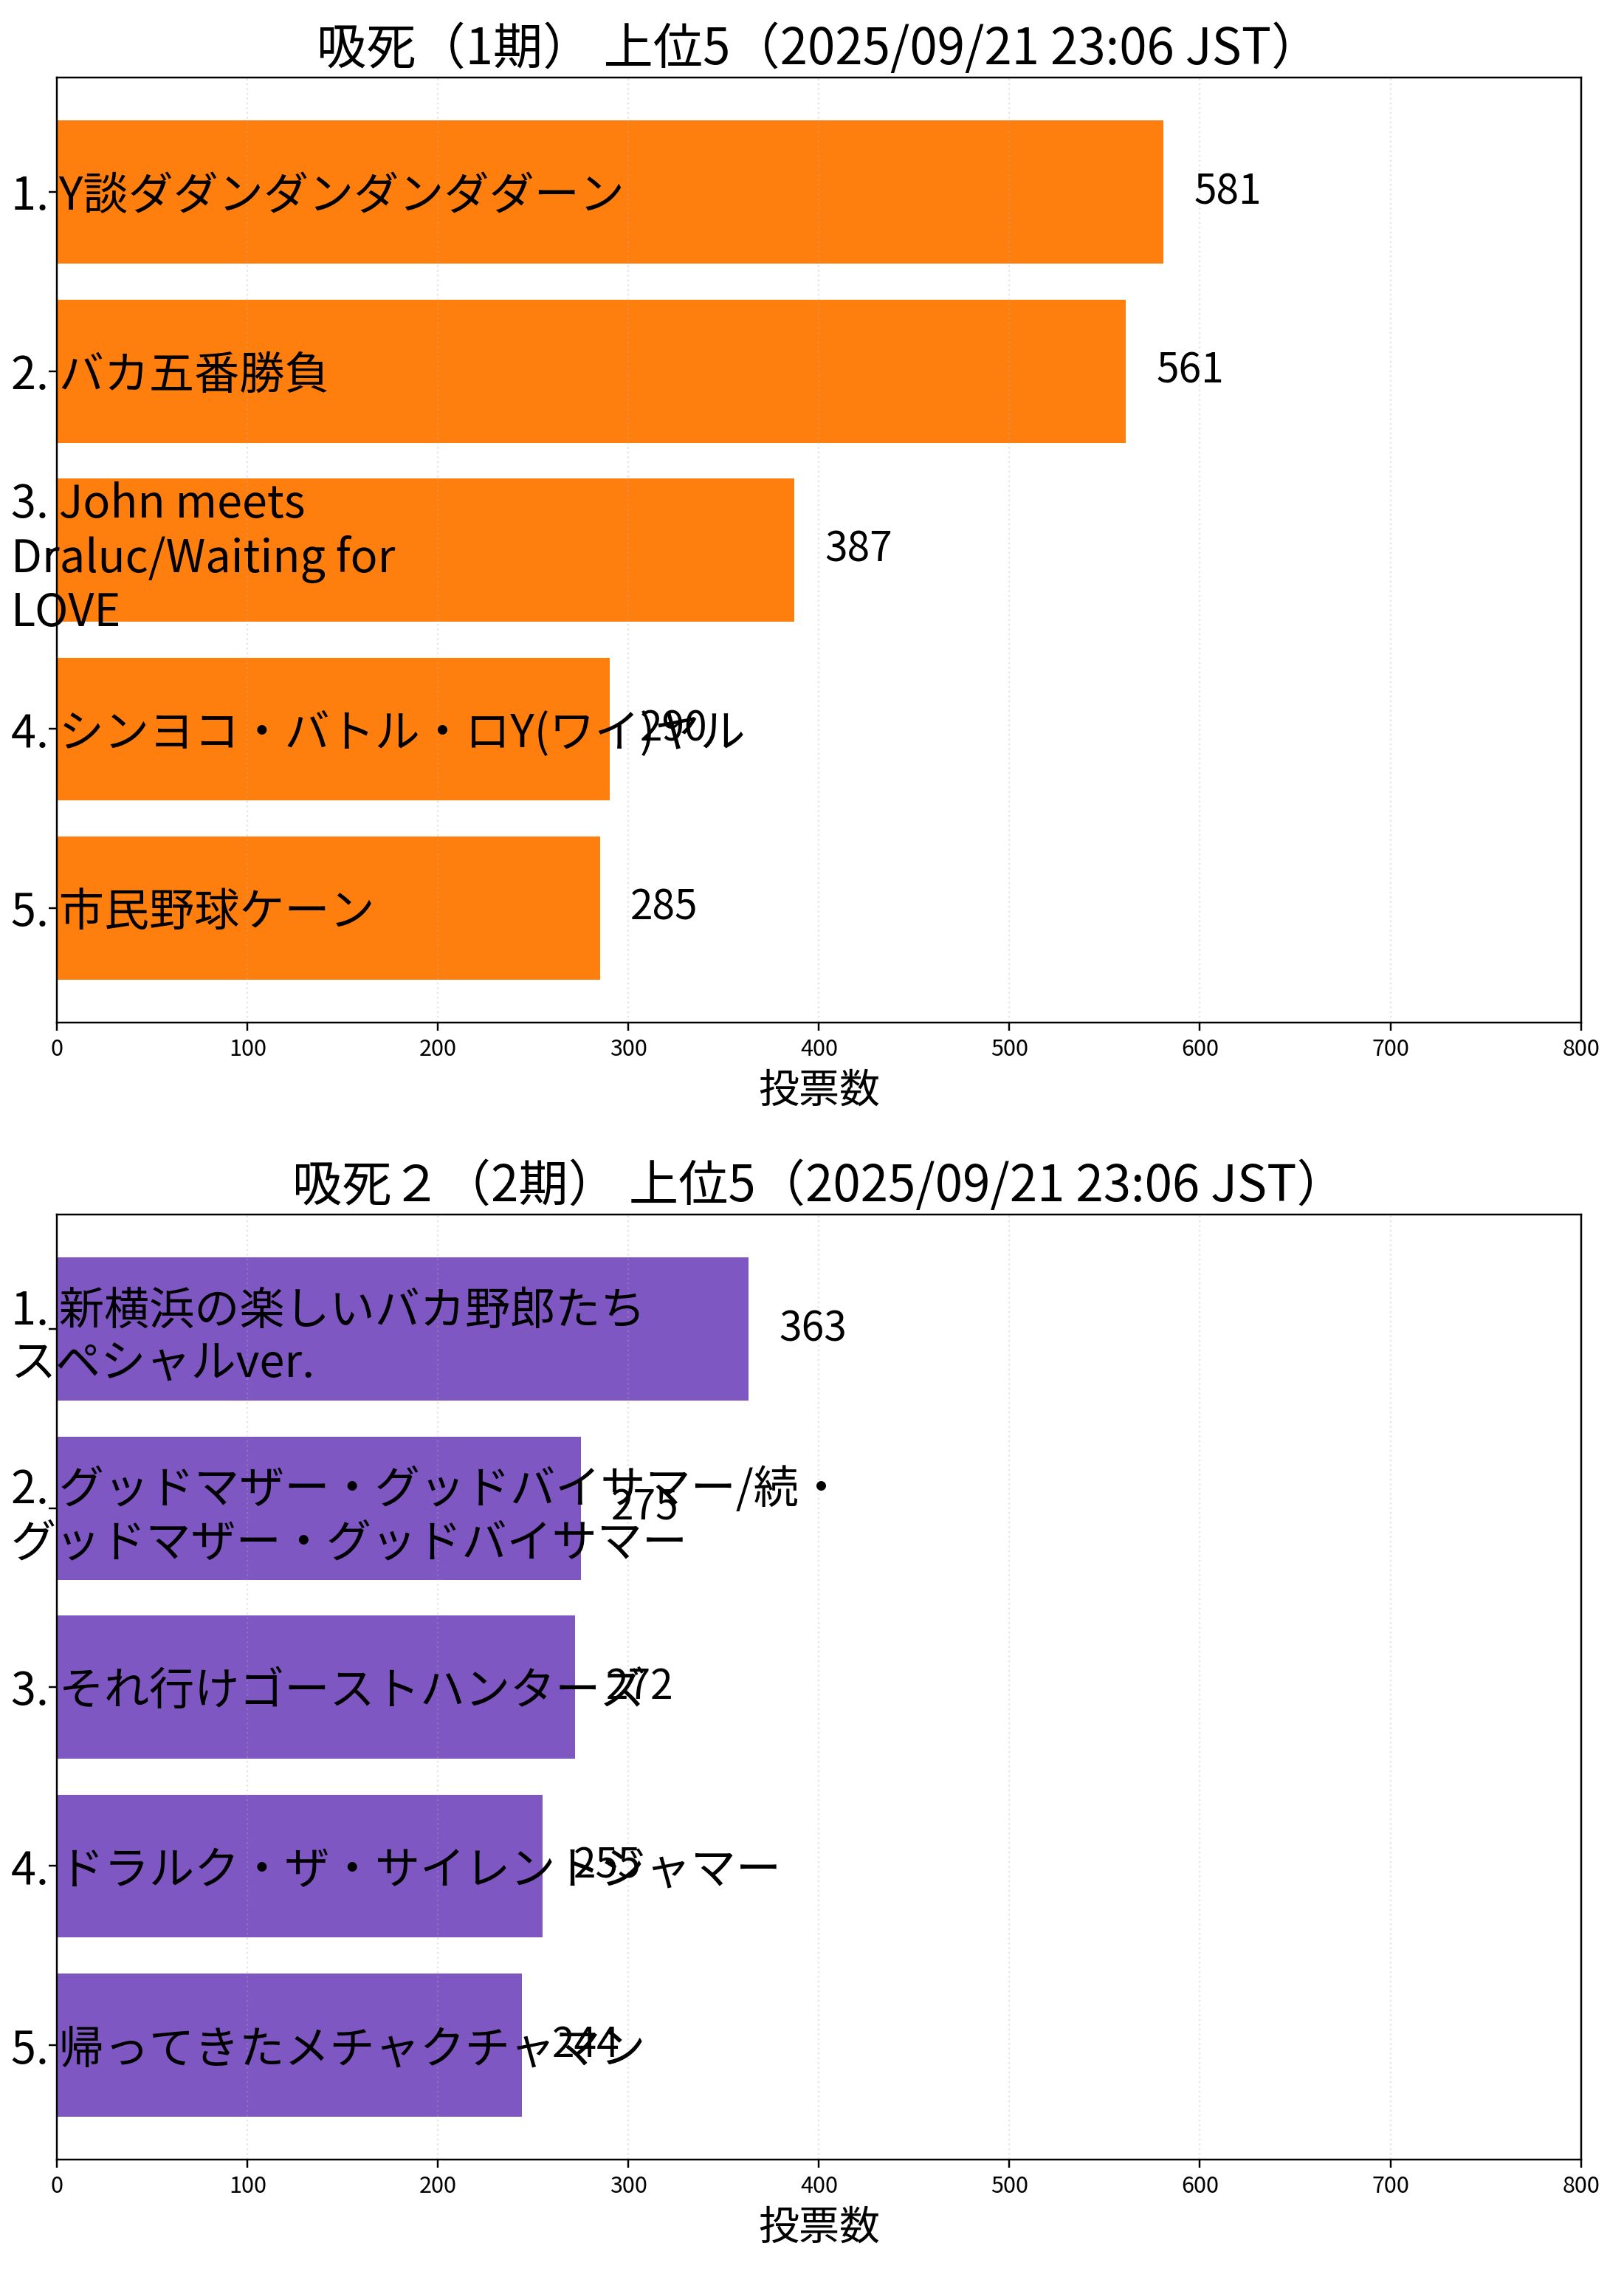 吸死（1期） 上位5（2025/09/21 23:06 JST）
1. Y談ダダンダンダンダダーン
581
2. バカ五番勝負
561
3. John meets
Draluc/Waiting for
LOVE
387
4. シンヨコ・バトル・ロY(ワイ)ヤル
290
5. 市民野球ケーン
285
0 100 200 300 400 500 600 700 800
投票数
吸死２（2期） 上位5（2025/09/21 23:06 JST）
1. 新横浜の楽しいバカ野郎たち
スペシャルver.
363
2. グッドマザー・グッドバイサマー/続・
グッドマザー・グッドバイサマー
275
3. それ行けゴーストハンターズ
272
4. ドラルク・ザ・サイレントジャマー
255
5. 帰ってきたメチャクチャマン
244
0 100 200 300 400 500 600 700 800
投票数